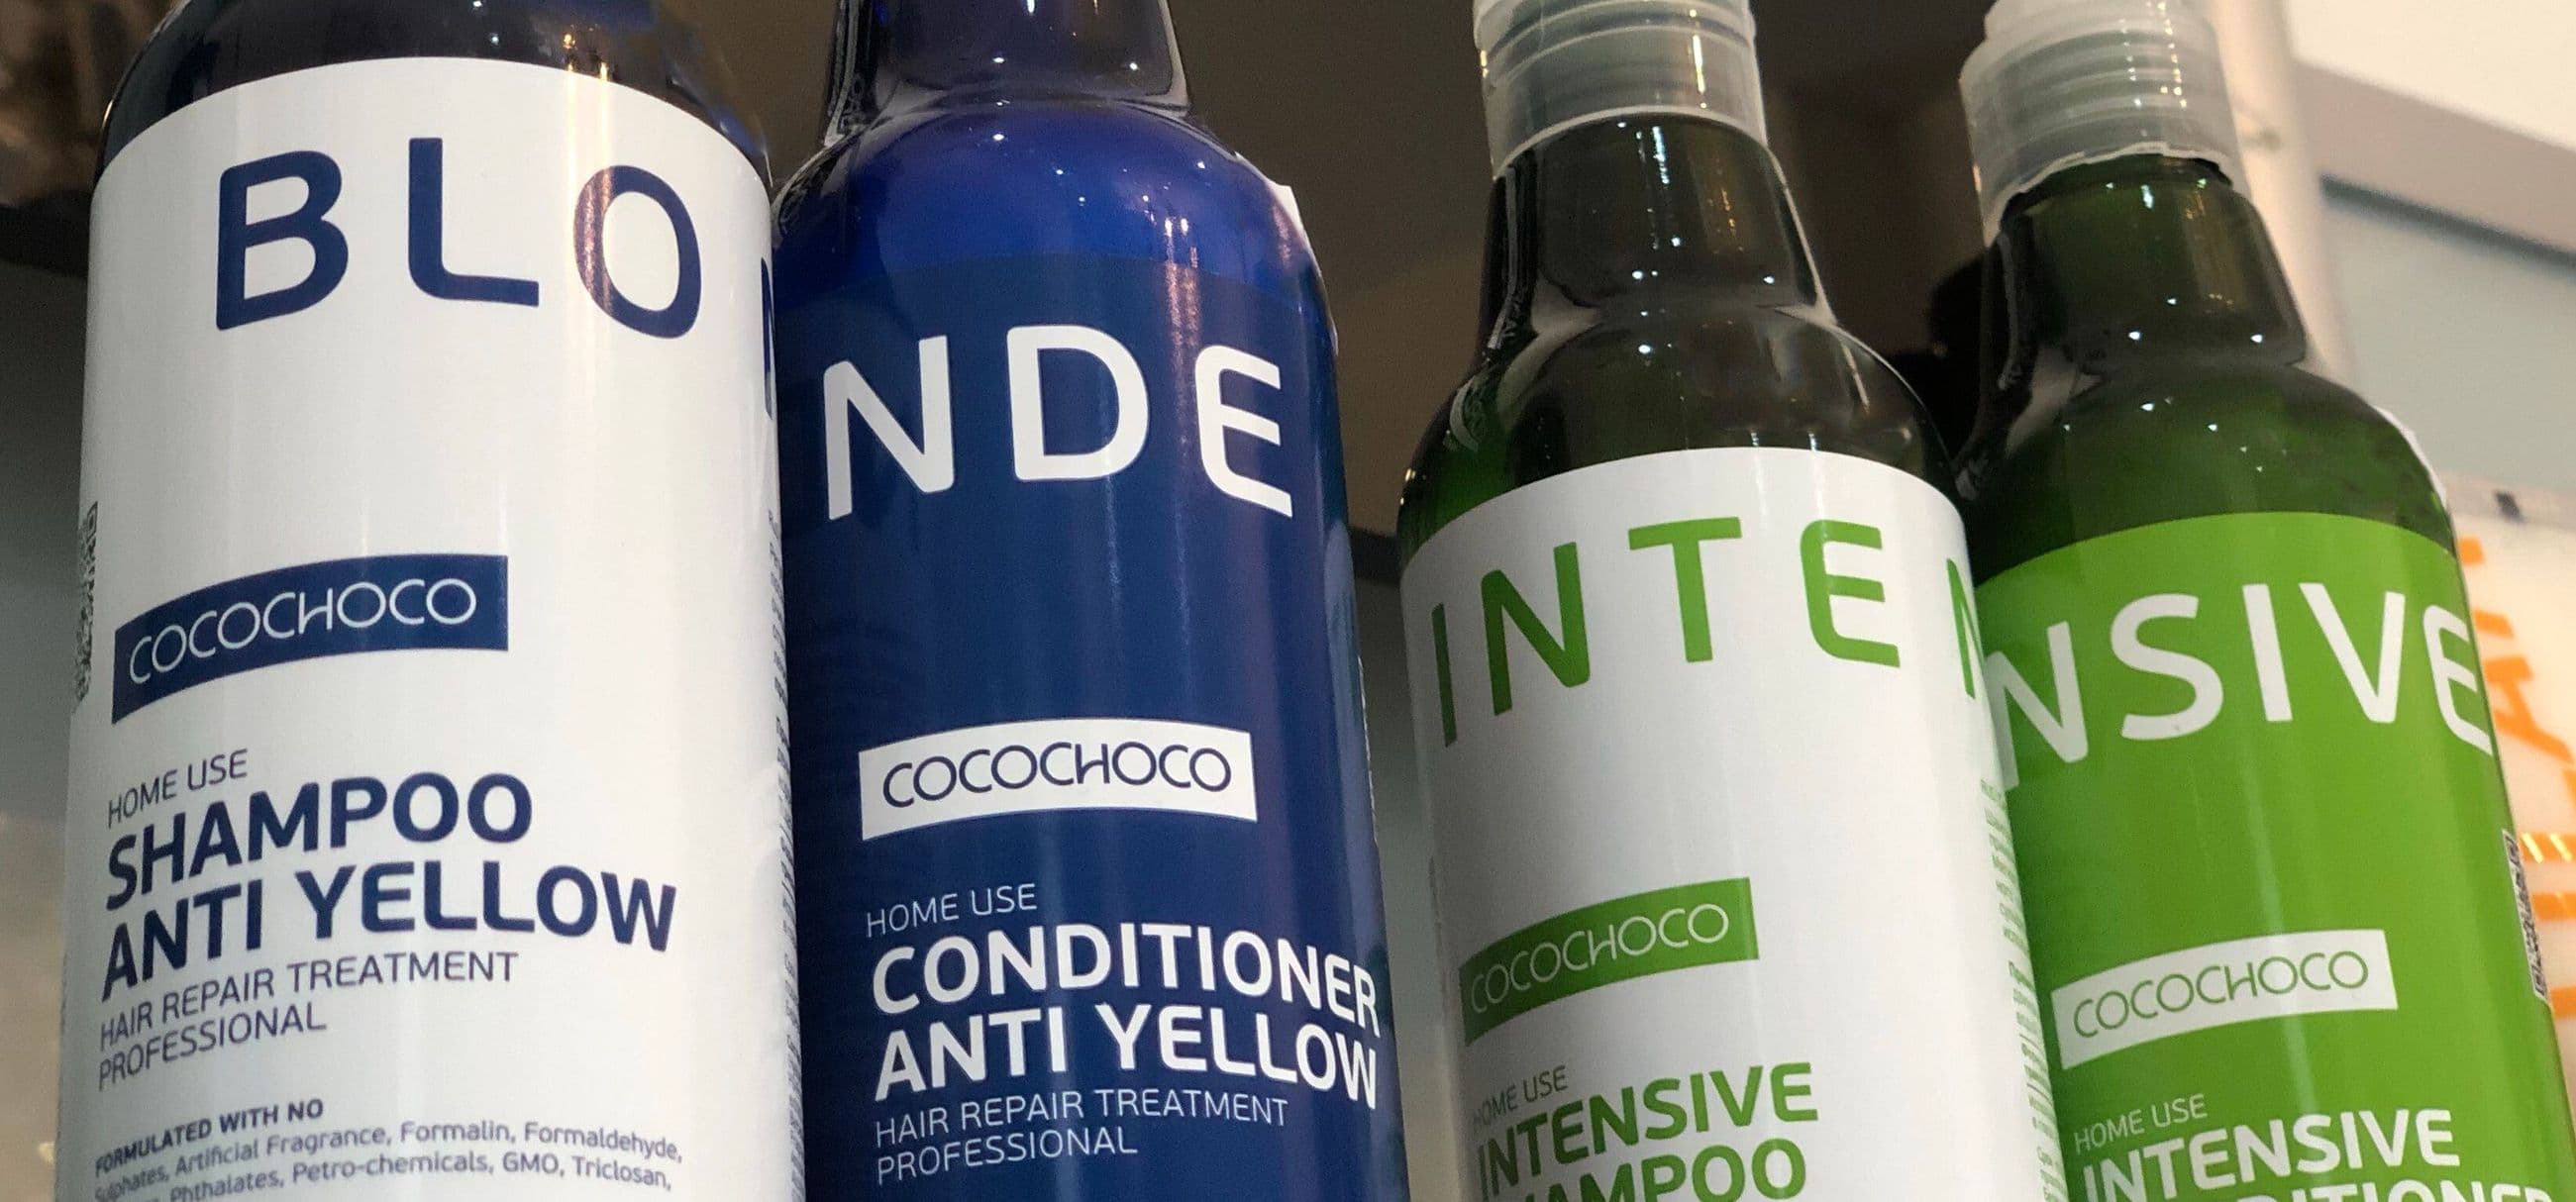 BLO
COCOCHOCO
HOME USE
SHAMPOO
ANTI YELLOW
HAIR REPAIR TREATMENT
PROFESSIONAL
FORMULATED WITH NO
Sulphates, Artificial Fragrance, Formalin, Formaldehyde,
Phthalates, Petro-chemicals, GMO, Triclosan,
NDE
COCOCHOCO
HOME USE
CONDITIONER
ANTI YELLOW
HAIR REPAIR TREATMENT
PROFESSIONAL
INTEN
COCOCHOCO
HOME USE
INTENSIVE
SHAMPOO
NSIVE
COCOCHOCO
HOME USE
INTENSIVE
CONDITIONER